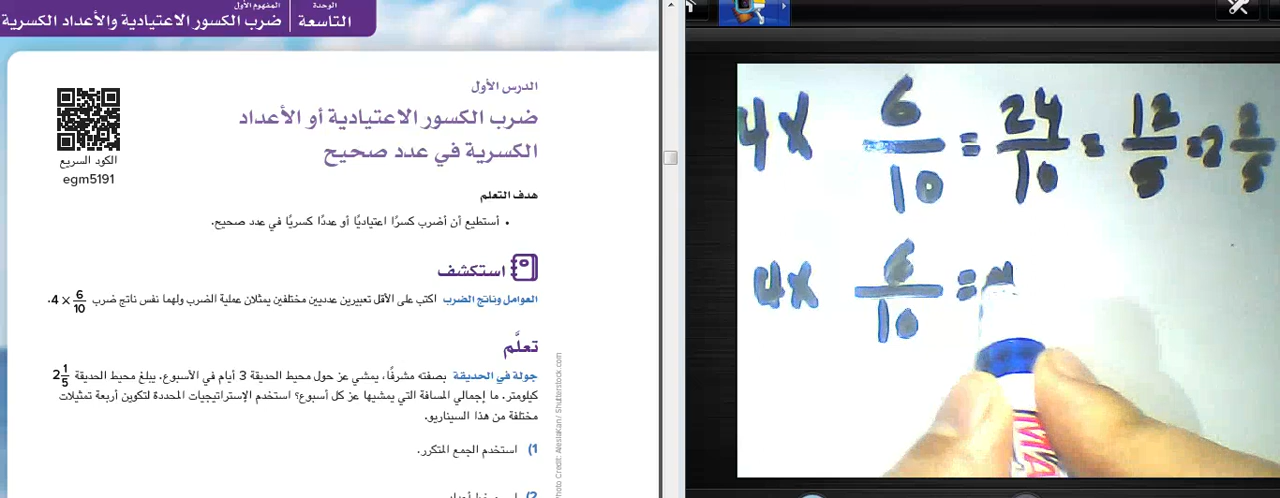 الوحدة
التاسعة
المفهوم الأول
ضرب الكسور الاعتيادية والأعداد الكسرية
الدرس الأول
ضرب الكسور الاعتيادية أو الأعداد
الكسرية في عدد صحيح
الكود السريع
egm5191
هدف التعلم
• أستطيع أن أضرب كسرًا اعتياديًا أو عددًا كسريًا في عدد صحيح.
استكشف
العوامل وناتج الضرب اكتب على الأقل تعبيرين عدديين مختلفين يمثلان عملية الضرب ولهما نفس ناتج ضرب 4 × 6/10.
تعلَّم
جولة في الحديقة بصفته مشرفًا، يمشي عز حول محيط الحديقة 3 أيام في الأسبوع. يبلغ محيط الحديقة 2 1/5
كيلومتر. ما إجمالي المسافة التي يمشيها عز كل أسبوع؟ استخدم الإستراتيجيات المحددة لتكوين أربعة تمثيلات
مختلفة من هذا السيناريو.
1) استخدم الجمع المتكرر.
Photo Credit: AlesiaKan / Shutterstock.com
4 x 6/10 = 24/10 = 12/5 = 2 2/5
4 x 6/10 =